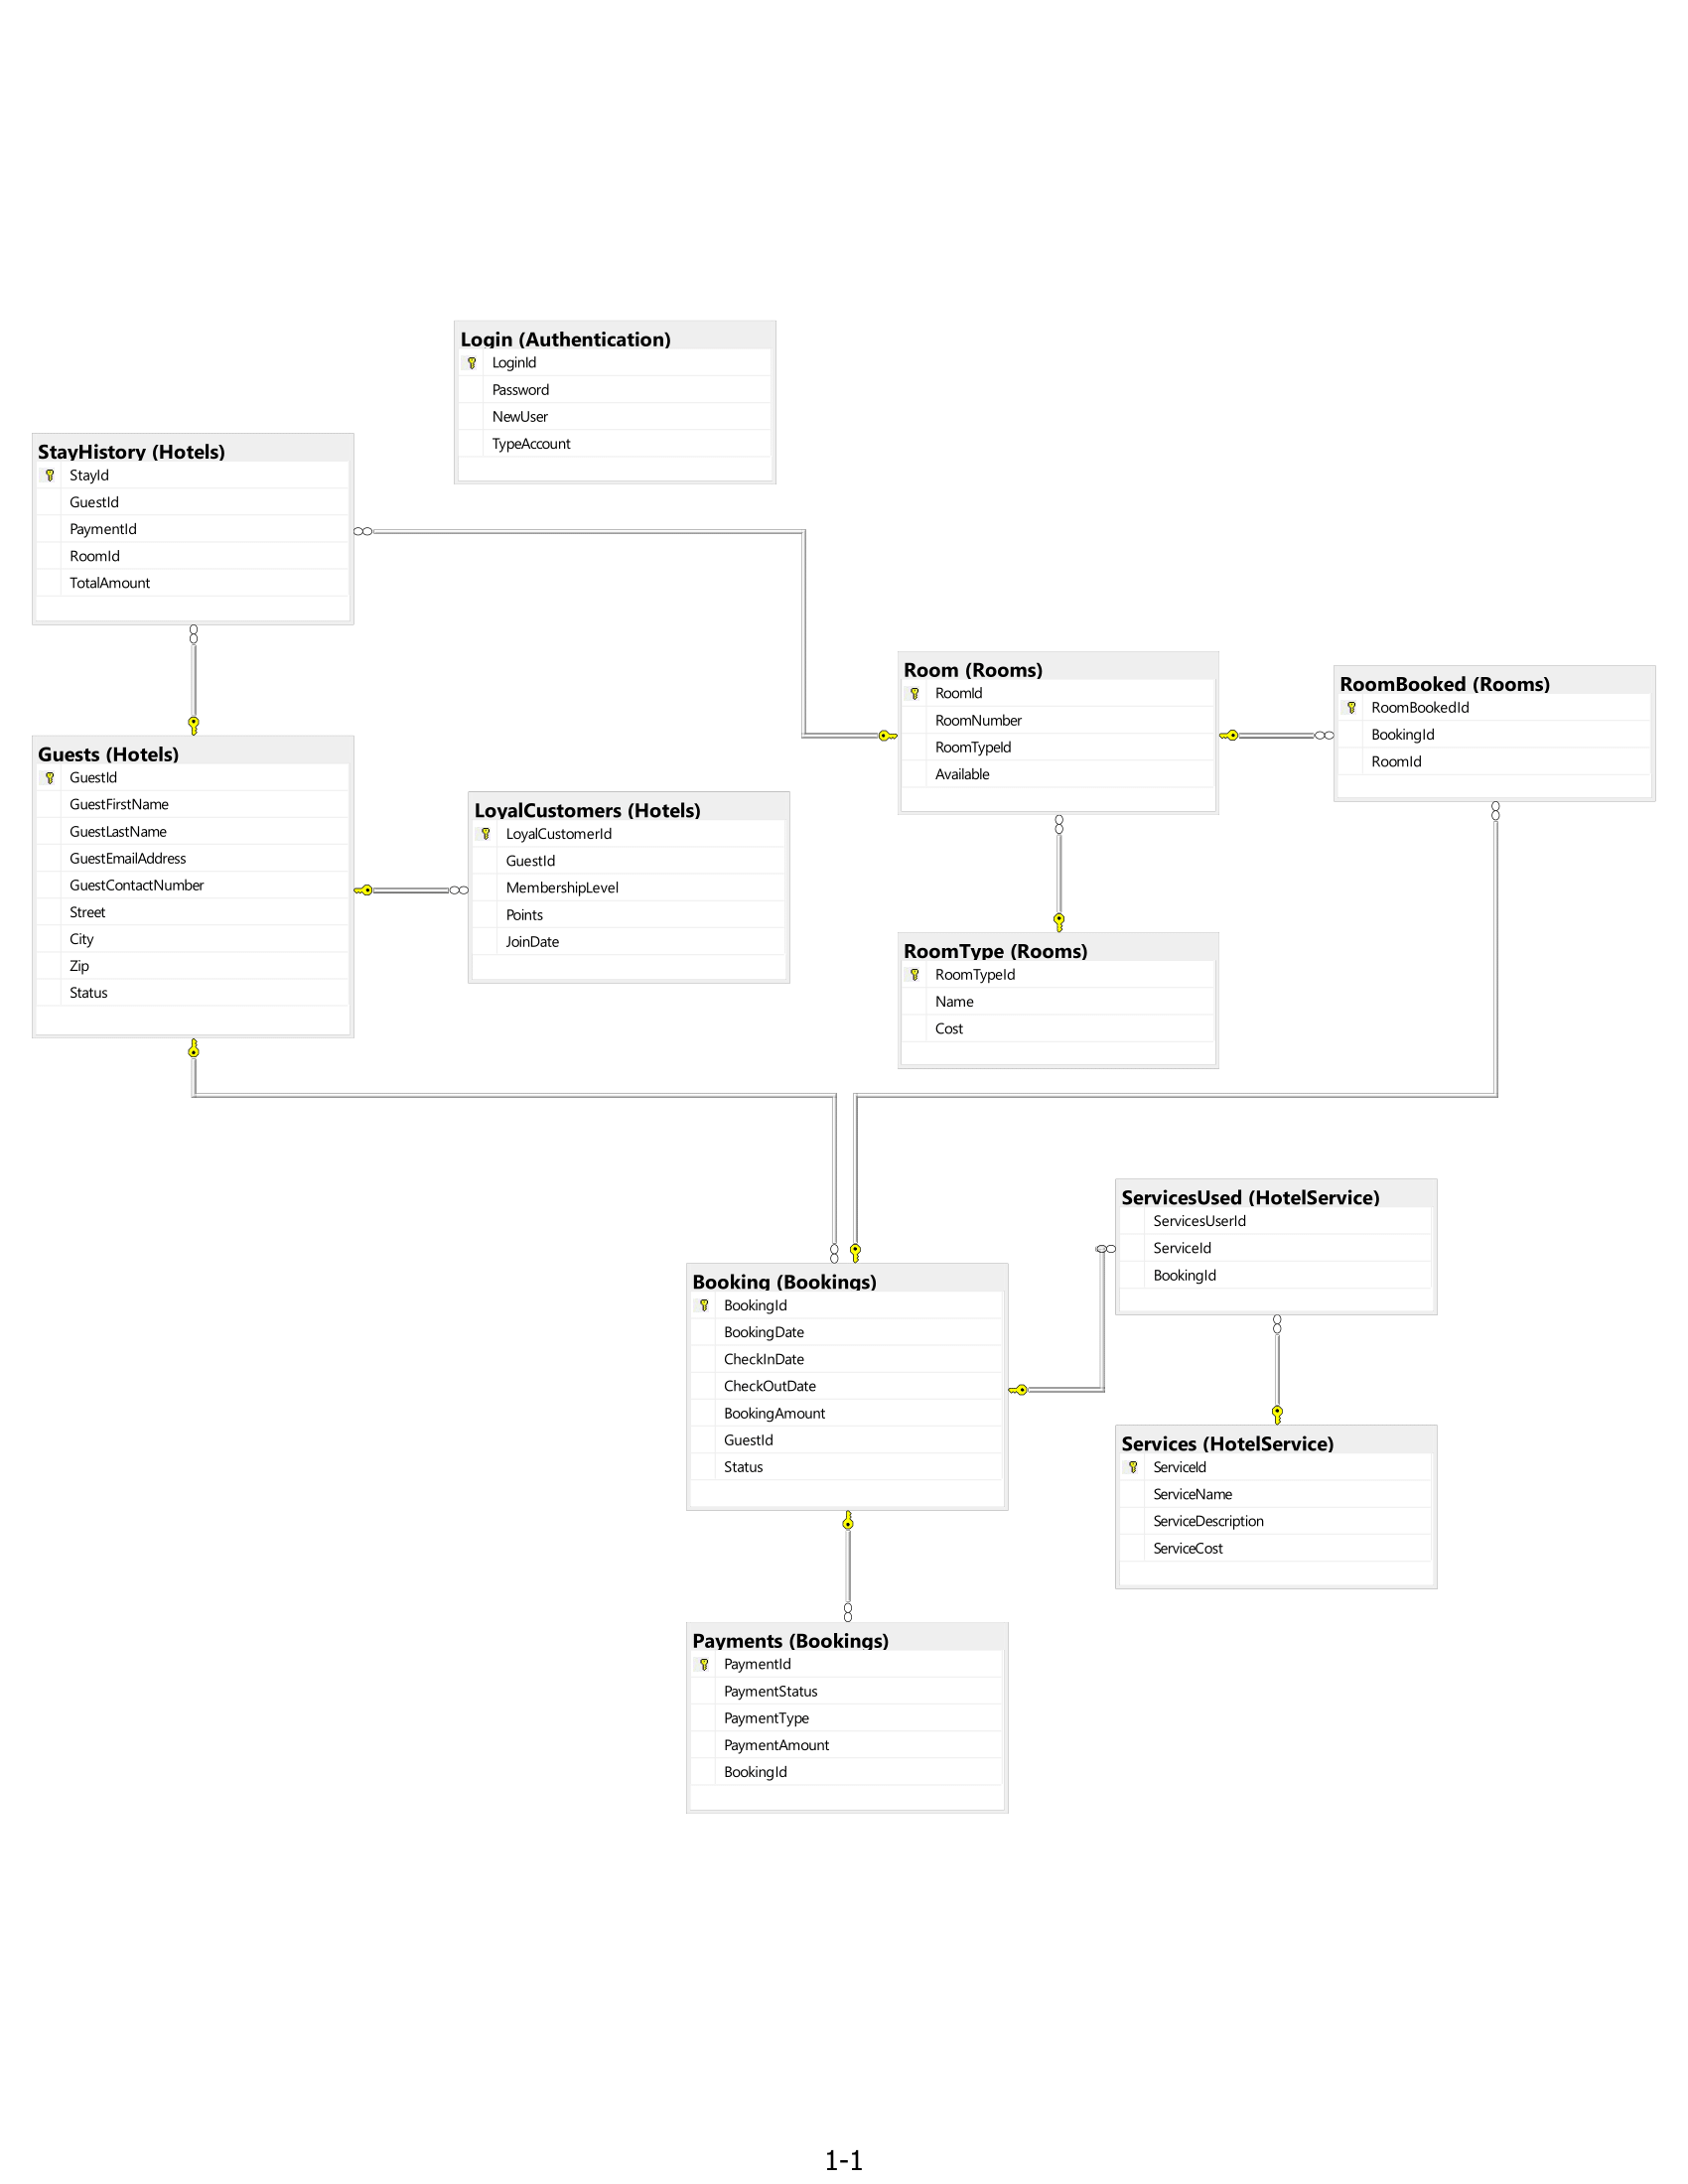 Login (Authentication)
LoginId
Password
NewUser
TypeAccount
StayHistory (Hotels)
StayId
GuestId
PaymentId
RoomId
TotalAmount
Room (Rooms)
RoomId
RoomNumber
RoomTypeId
Available
RoomBooked (Rooms)
RoomBookedId
BookingId
RoomId
Guests (Hotels)
GuestId
GuestFirstName
GuestLastName
GuestEmailAddress
GuestContactNumber
Street
City
Zip
Status
LoyalCustomers (Hotels)
LoyalCustomerId
GuestId
MembershipLevel
Points
JoinDate
RoomType (Rooms)
RoomTypeId
Name
Cost
ServicesUsed (HotelService)
ServicesUserId
ServiceId
BookingId
Booking (Bookings)
BookingId
BookingDate
CheckInDate
CheckOutDate
BookingAmount
GuestId
Status
Services (HotelService)
ServiceId
ServiceName
ServiceDescription
ServiceCost
Payments (Bookings)
PaymentId
PaymentStatus
PaymentType
PaymentAmount
BookingId
1-1